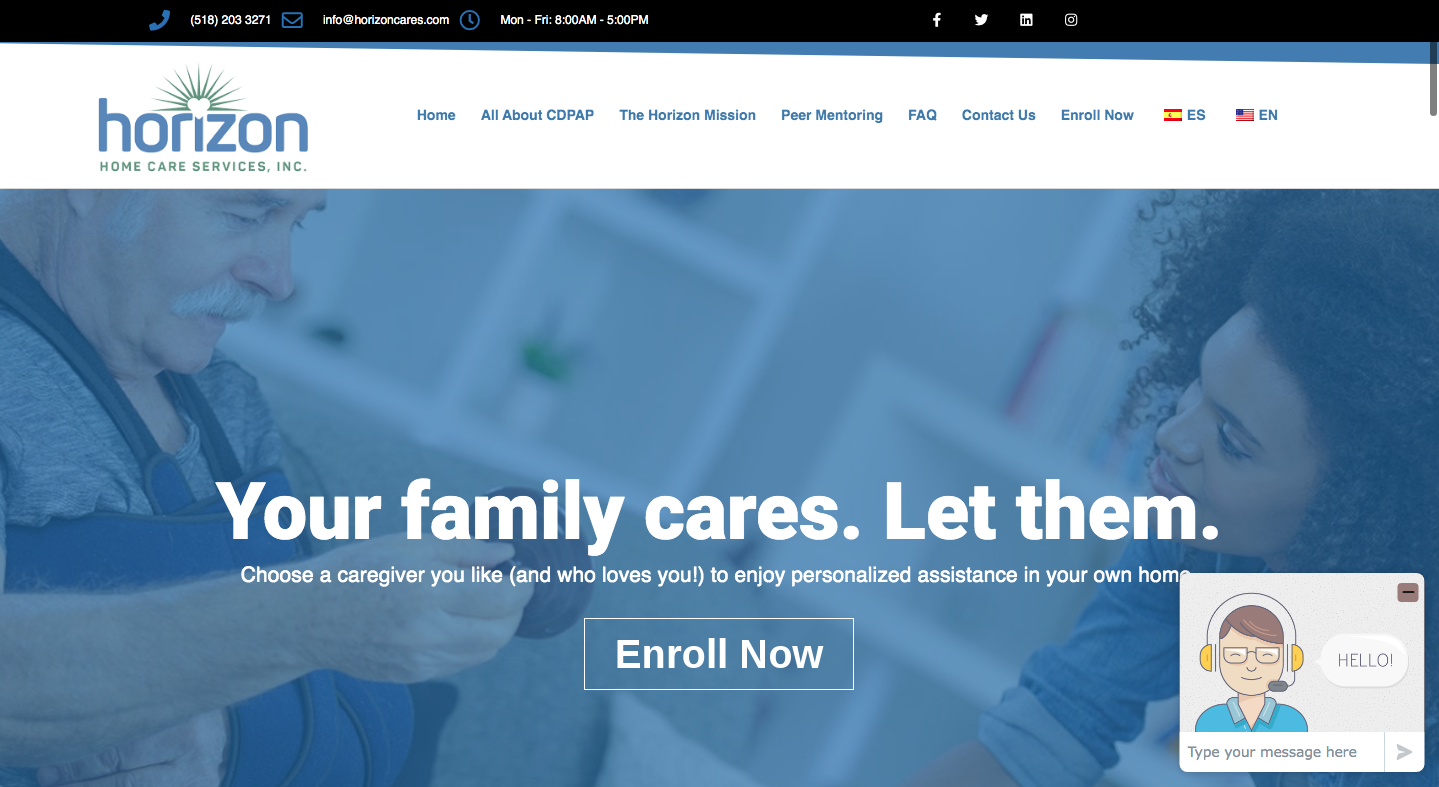 (518) 203 3271
info@horizoncares.com
Mon - Fri: 8:00AM - 5:00PM
horizon
HOME CARE SERVICES, INC.
Home
All About CDPAP
The Horizon Mission
Peer Mentoring
FAQ
Contact Us
Enroll Now
ES
EN
Your family cares. Let them.
Choose a caregiver you like (and who loves you!) to enjoy personalized assistance in your own home
Enroll Now
HELLO!
Type your message here